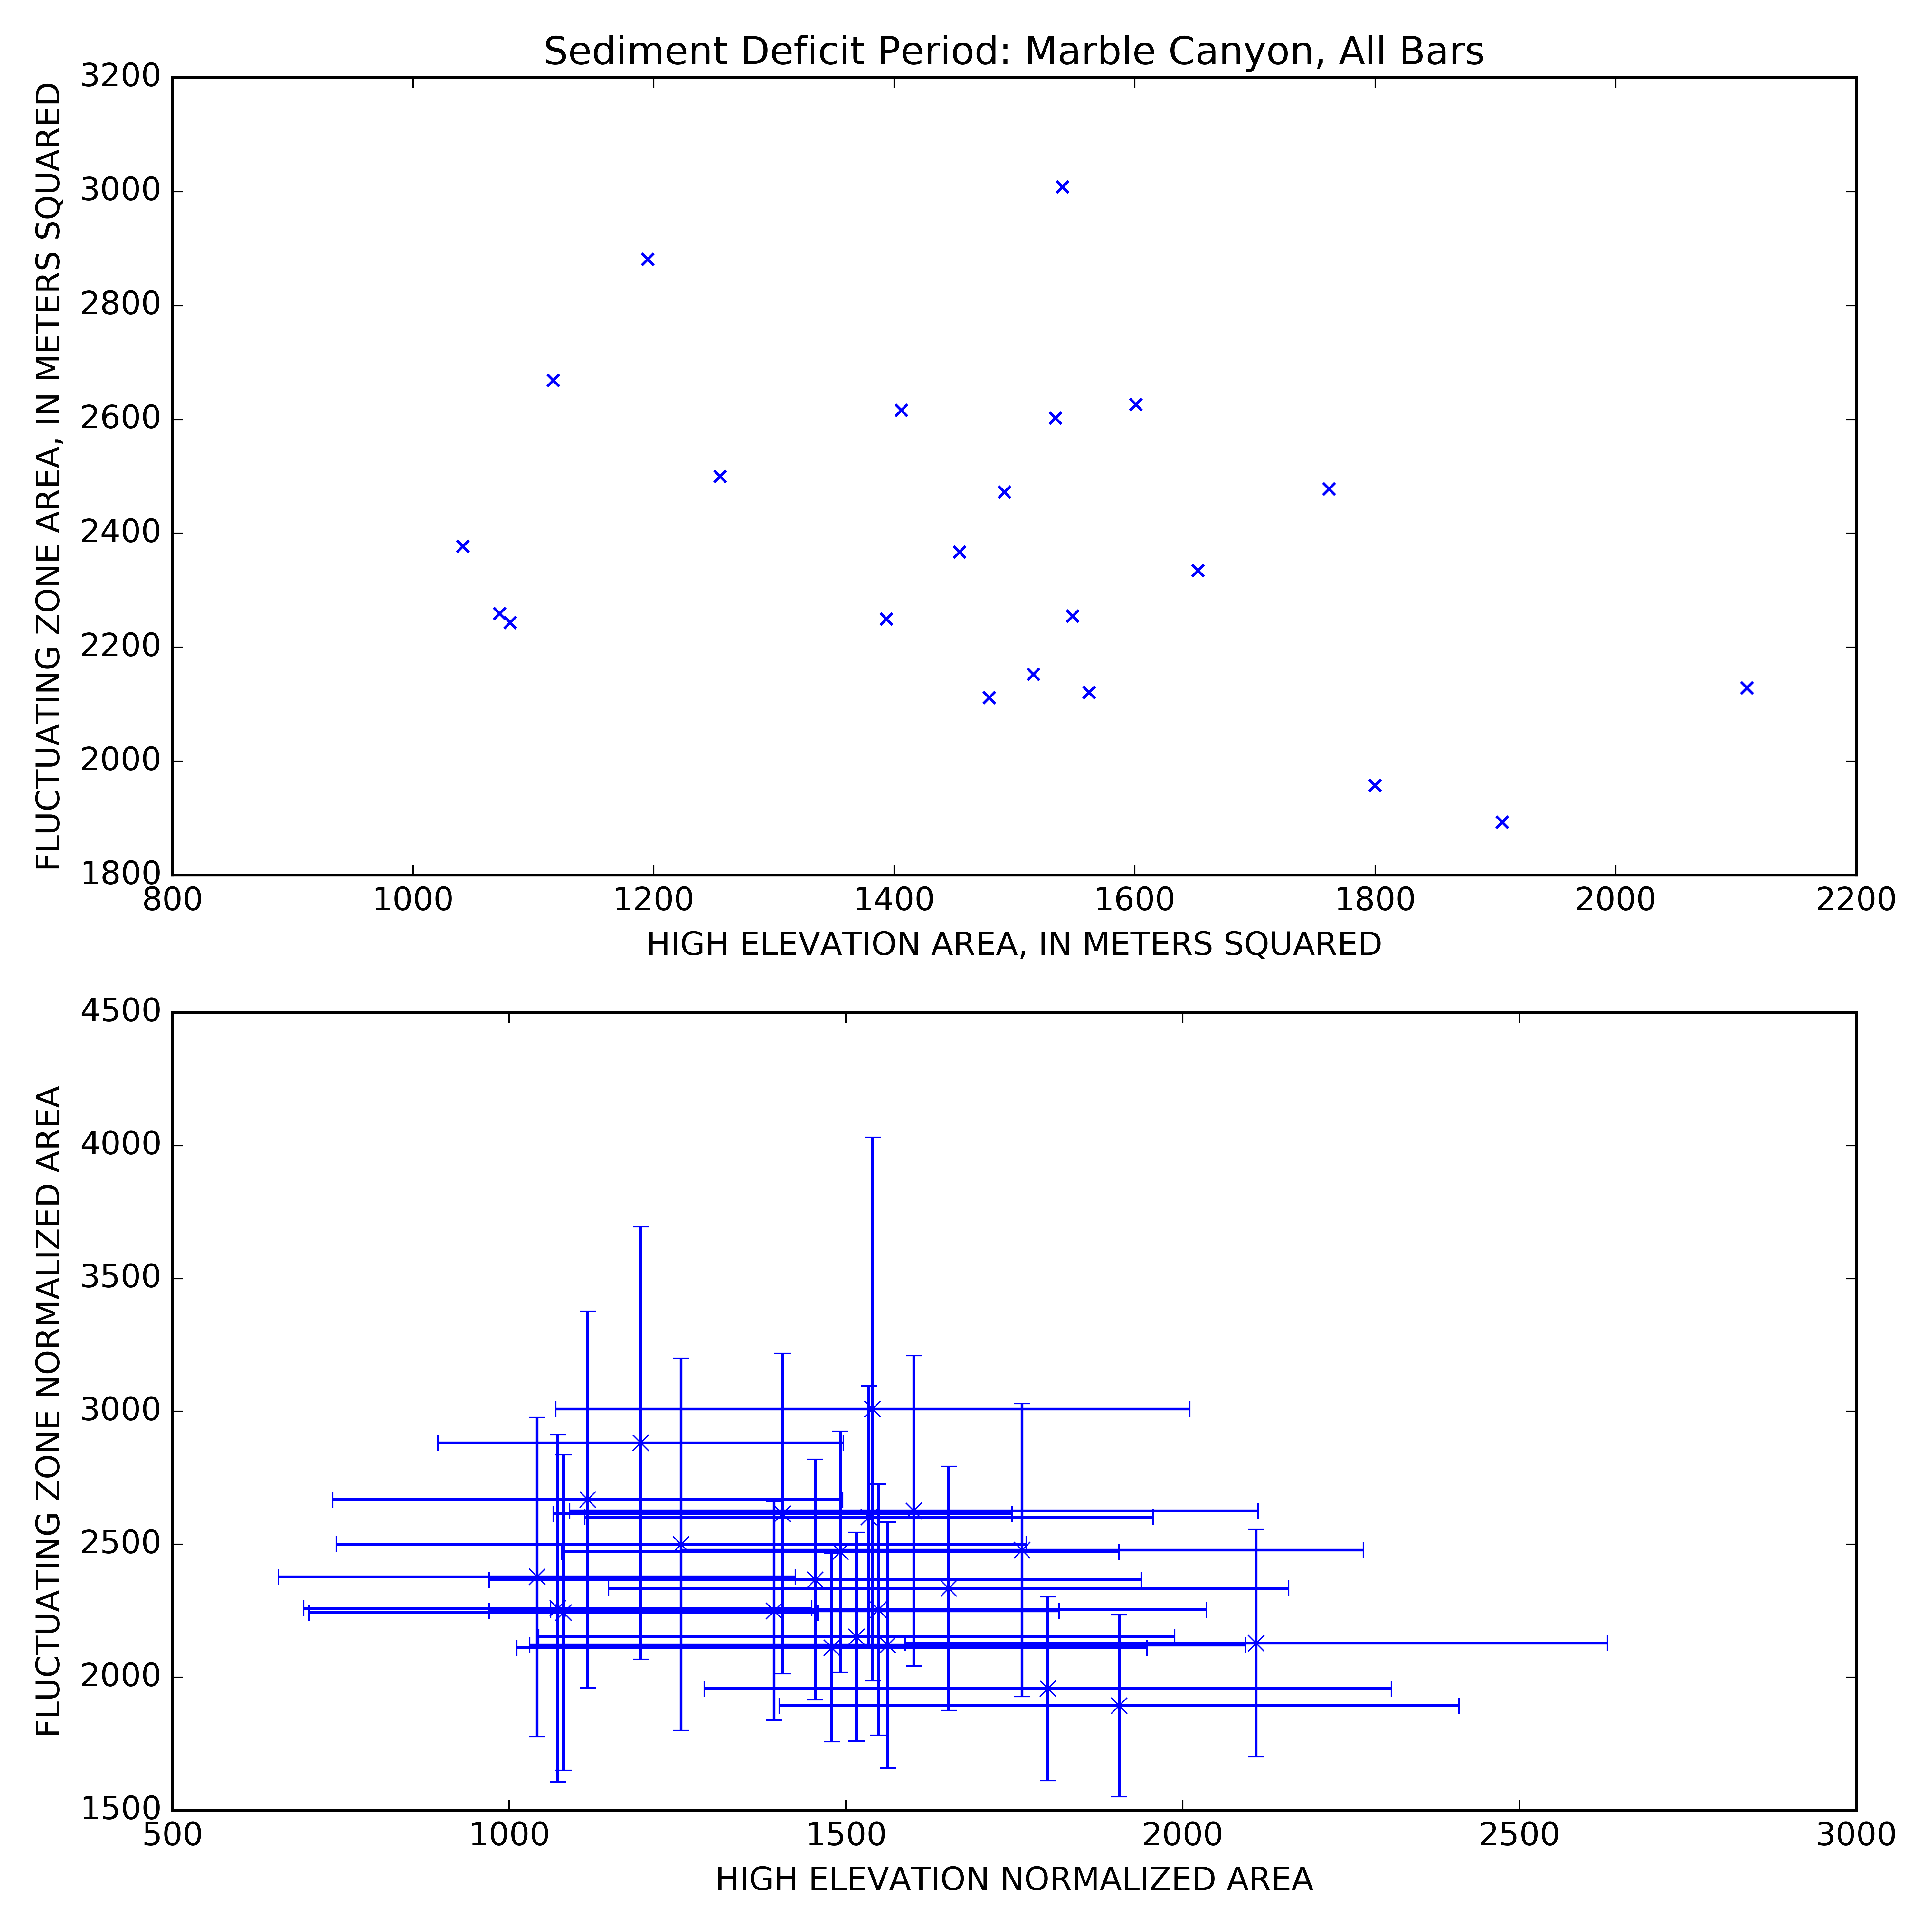 Sediment Deficit Period: Marble Canyon, All Bars
3200
3000
2800
2600
2400
2200
2000
1800
FLUCTUATING ZONE AREA, IN METERS SQUARED
800 1000 1200 1400 1600 1800 2000 2200
HIGH ELEVATION AREA, IN METERS SQUARED
4500
4000
3500
3000
2500
2000
1500
FLUCTUATING ZONE NORMALIZED AREA
500 1000 1500 2000 2500 3000
HIGH ELEVATION NORMALIZED AREA